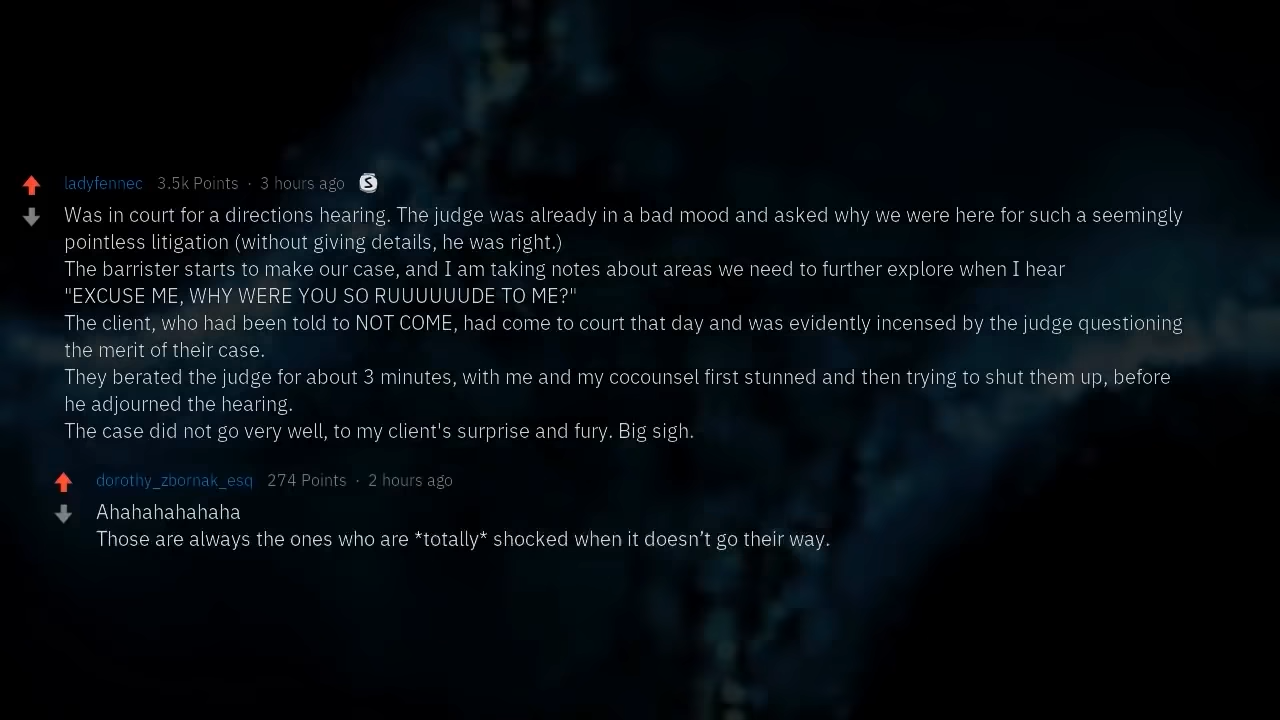 ladyfennec 3.5k Points · 3 hours ago
Was in court for a directions hearing. The judge was already in a bad mood and asked why we were here for such a seemingly
pointless litigation (without giving details, he was right.)
The barrister starts to make our case, and I am taking notes about areas we need to further explore when I hear
"EXCUSE ME, WHY WERE YOU SO RUUUUUUDE TO ME?"
The client, who had been told to NOT COME, had come to court that day and was evidently incensed by the judge questioning
the merit of their case.
They berated the judge for about 3 minutes, with me and my cocounsel first stunned and then trying to shut them up, before
he adjourned the hearing.
The case did not go very well, to my client's surprise and fury. Big sigh.
dorothy_zbornak_esq 274 Points · 2 hours ago
Ahahahahahaha
Those are always the ones who are *totally* shocked when it doesn’t go their way.